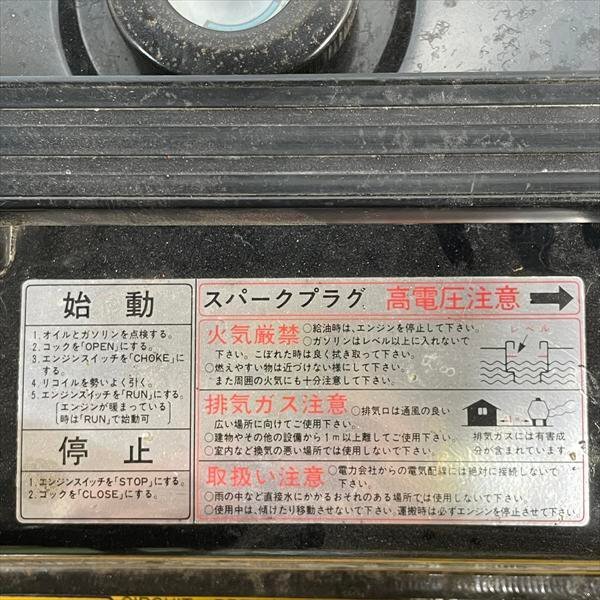 始動
1.オイルとガソリンを点検する。
2.コックを「OPEN」にする。
3.エンジンスイッチを「CHOKE」に
する。
4.リコイルを勢いよく引く。
5.エンジンスイッチを「RUN」にする。
[エンジンが暖まっている
時は「RUN」で始動可]
停止
1.エンジンスイッチを「STOP」にする。
2.コックを「CLOSE」にする。
スパークプラグ 高電圧注意
火気厳禁 ○給油時は、エンジンを停止して下さい。
○ガソリンはレベル以上に入れないで
下さい。こぼれた時は良く拭き取って下さい。
○燃えやすい物は近づけない様にして下さい。
また周囲の火気にも十分注意して下さい。
レベル
排気ガス注意 ○排気口は通風の良い
広い場所に向けてご使用下さい。
○建物やその他の設備から1m以上離してご使用下さい。
○室内など換気の悪い場所では使用しないで下さい。
排気ガスには有害成
分が含まれています
取扱い注意 ○電力会社からの電気配線には絶対に接続しないで
下さい。
○雨の中など直接水にかかるおそれのある場所では使用しないで下さい。
○使用中は、傾けたり移動させないで下さい。運搬時は必ずエンジンを停止させて下さい。